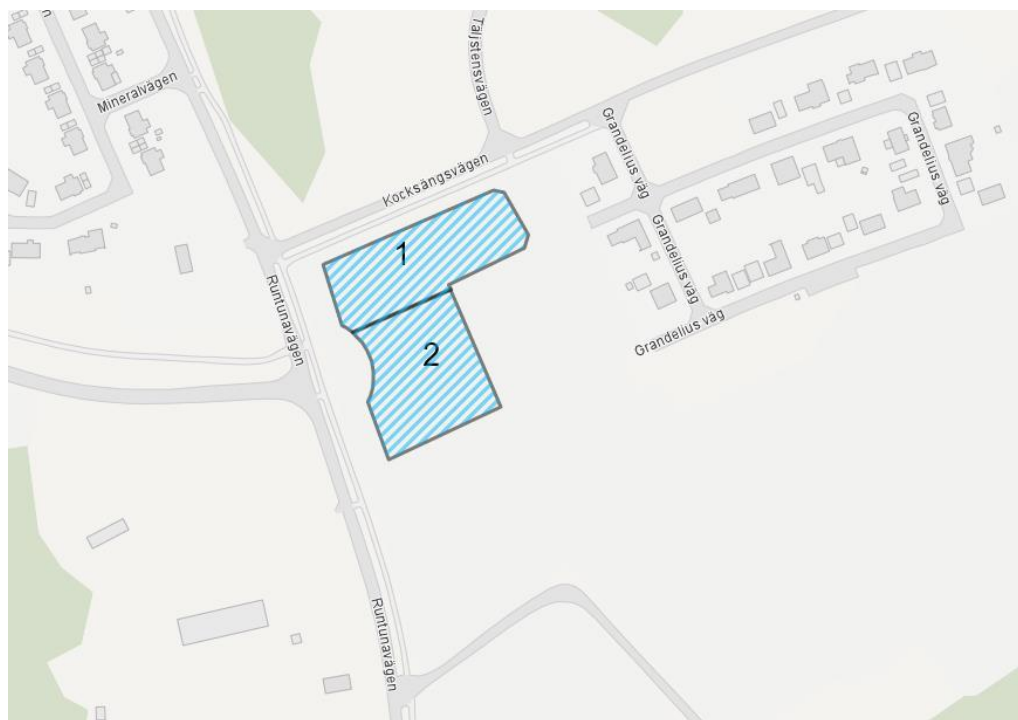 Mineralvägen
Täljstensvägen
Kocksängsvägen
Grandelius väg
Grandelius väg
Grandelius väg
Grandelius väg
Runtunavägen
1
2
Runtunavägen